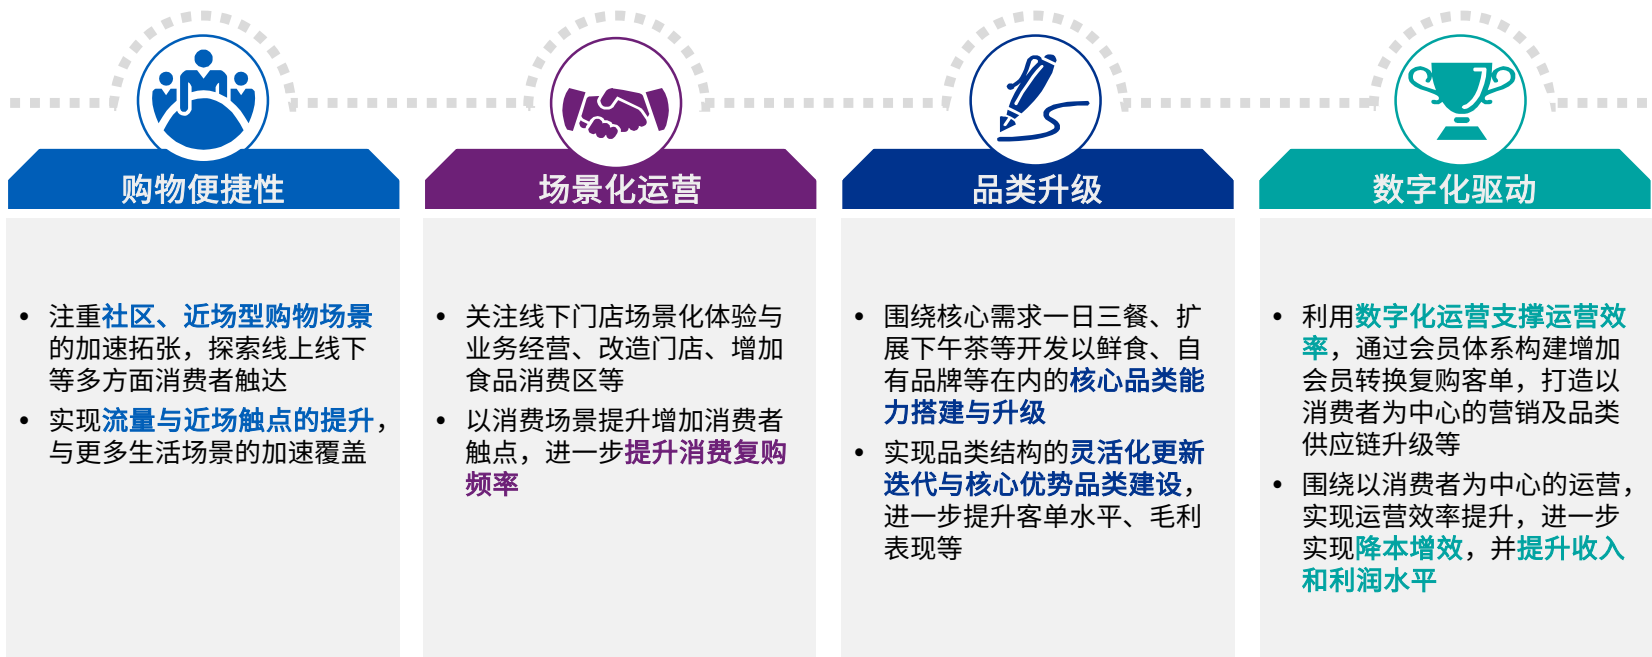 购物便捷性
• 注重社区、近场型购物场景
的加速拓张，探索线上线下
等多方面消费者触达
• 实现流量与近场触点的提升，
与更多生活场景的加速覆盖
场景化运营
• 关注线下门店场景化体验与
业务经营、改造门店、增加
食品消费区等
• 以消费场景提升增加消费者
触点，进一步提升消费复购
频率
品类升级
• 围绕核心需求一日三餐、扩
展下午茶等开发以鲜食、自
有品牌等在内的核心品类能
力搭建与升级
• 实现品类结构的灵活化更新
迭代与核心优势品类建设，
进一步提升客单水平、毛利
表现等
数字化驱动
• 利用数字化运营支撑运营效
率，通过会员体系构建增加
会员转换复购客单，打造以
消费者为中心的营销及品类
供应链升级等
• 围绕以消费者为中心的运营，
实现运营效率提升，进一步
实现降本增效，并提升收入
和利润水平